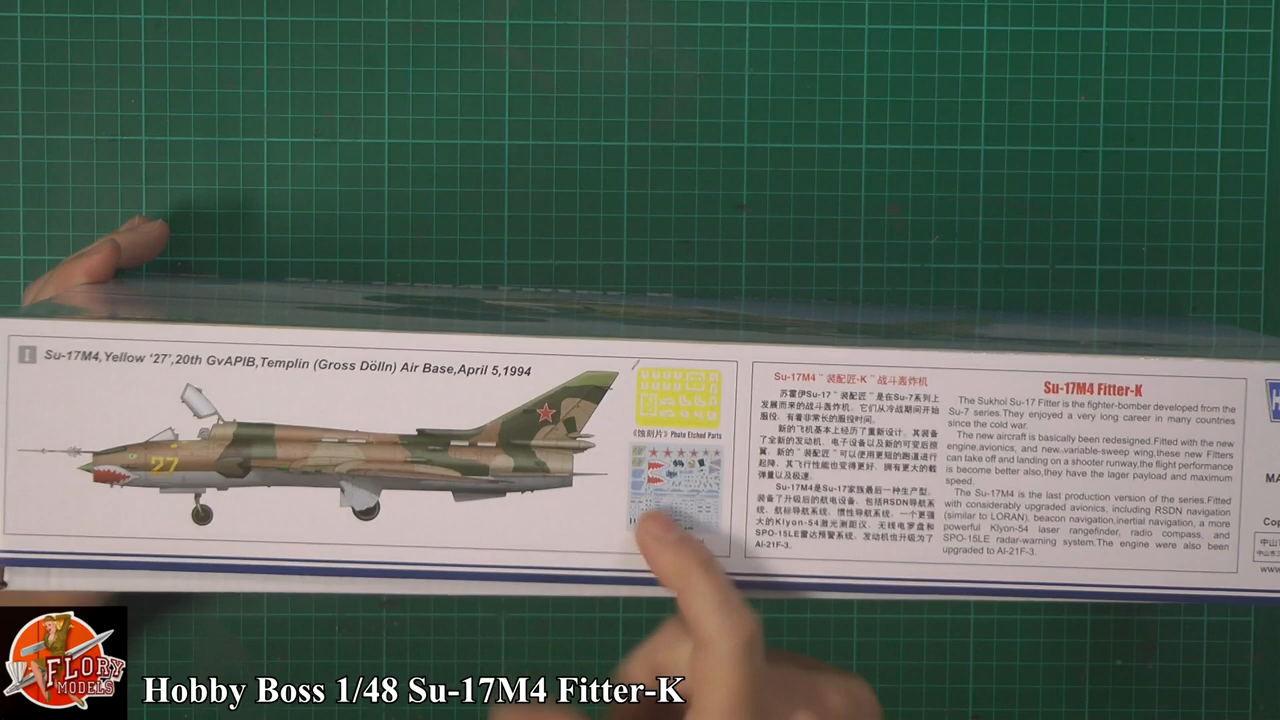 Su-17M4,Yellow '27',20th GvAPIB,Templin (Gross Dölln) Air Base,April 5,1994
27
《蚀刻片》Photo Etched Parts
Su-17M4“装配匠-K”战斗轰炸机
苏霍伊Su-17“装配匠”是在Su-7系列上
发展而来的战斗轰炸机。它们从冷战期间开始
服役，有着非常长的服役时间。
新的飞机基本上经历了重新设计。其装备
了全新的发动机、电子设备以及新的可变后掠
翼。新的“装配匠”可以使用更短的跑道进行
起降，其飞行性能也变得更好，拥有更大的载
弹量以及极速。
Su-17M4是Su-17家族最后一种生产型。
装备了升级后的航电设备，包括RSDN导航系
统、航标导航系统、惯性导航系统、一个更强
大的Klyon-54激光测距仪、无线电罗盘和
SPO-15LE雷达预警系统。发动机也升级为了
Al-21F-3.
Su-17M4 Fitter-K
The Sukhoi Su-17 Fitter is the fighter-bomber developed from the
Su-7 series.They enjoyed a very long career in many countries
since the cold war.
The new aircraft is basically been redesigned.Fitted with the new
engine,avionics, and new variable-sweep wing,these new Fitters
can take off and landing on a shooter runway,the flight performance
is become better also,they have the lager payload and maximum
speed.
The Su-17M4 is the last production version of the series.Fitted
with considerably upgraded avionics, including RSDN navigation
(similar to LORAN), beacon navigation,inertial navigation, a more
powerful Klyon-54 laser rangefinder, radio compass, and
SPO-15LE radar-warning system.The engine were also been
upgraded to Al-21F-3.
MA
Cop
中山市
www
FLORY
MODELS
Hobby Boss 1/48 Su-17M4 Fitter-K